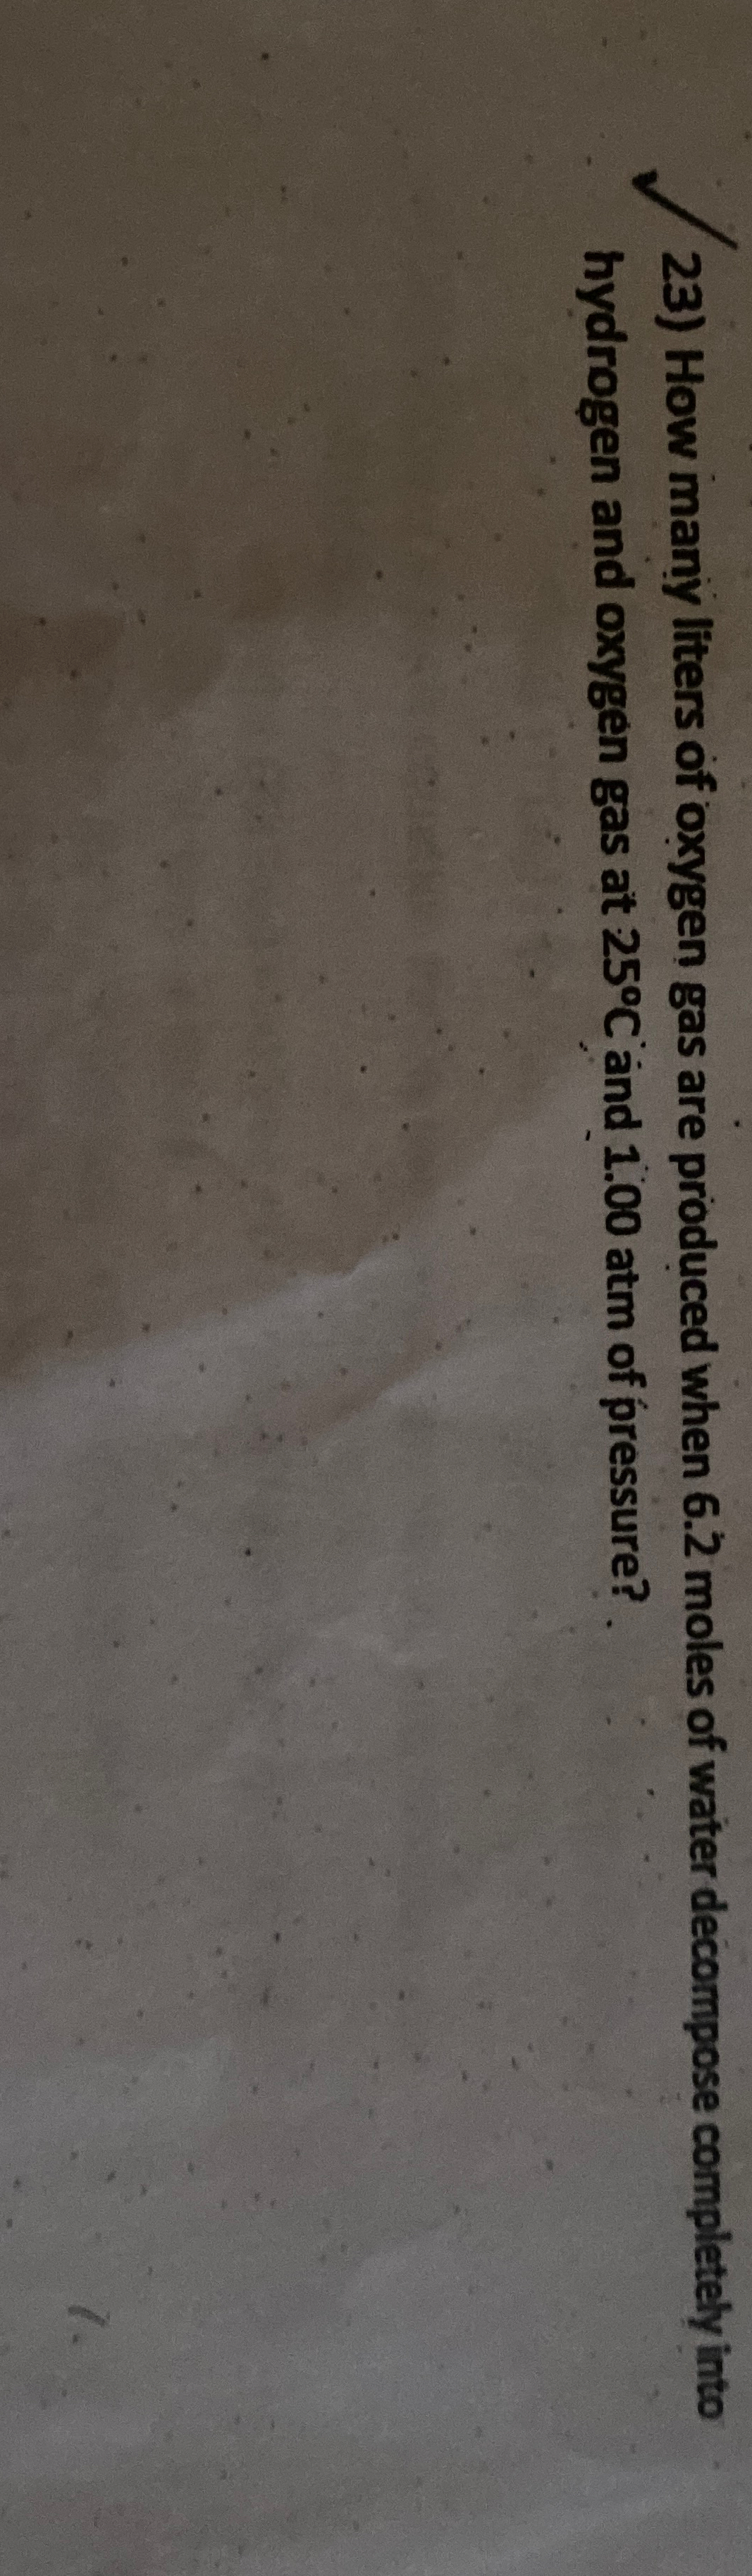 23) How many liters of oxygen gas are produced when 6.2 moles of water decompose completely into
hydrogen and oxygen gas at 25ºC and 1.00 atm of pressure?